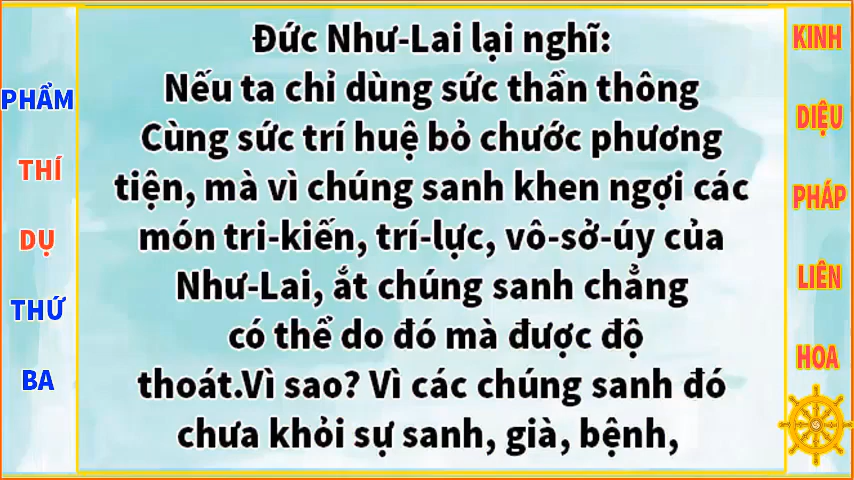 PHẨM
THÍ
DỤ
THỨ
BA
Đức Như-Lai lại nghĩ:
Nếu ta chỉ dùng sức thần thông
Cùng sức trí huệ bỏ chước phương
tiện, mà vì chúng sanh khen ngợi các
món tri-kiến, trí-lực, vô-sở-úy của
Như-Lai, ắt chúng sanh chẳng
có thể do đó mà được độ
thoát.Vì sao? Vì các chúng sanh đó
chưa khỏi sự sanh, già, bệnh,
KINH
DIỆU
PHÁP
LIÊN
HOA